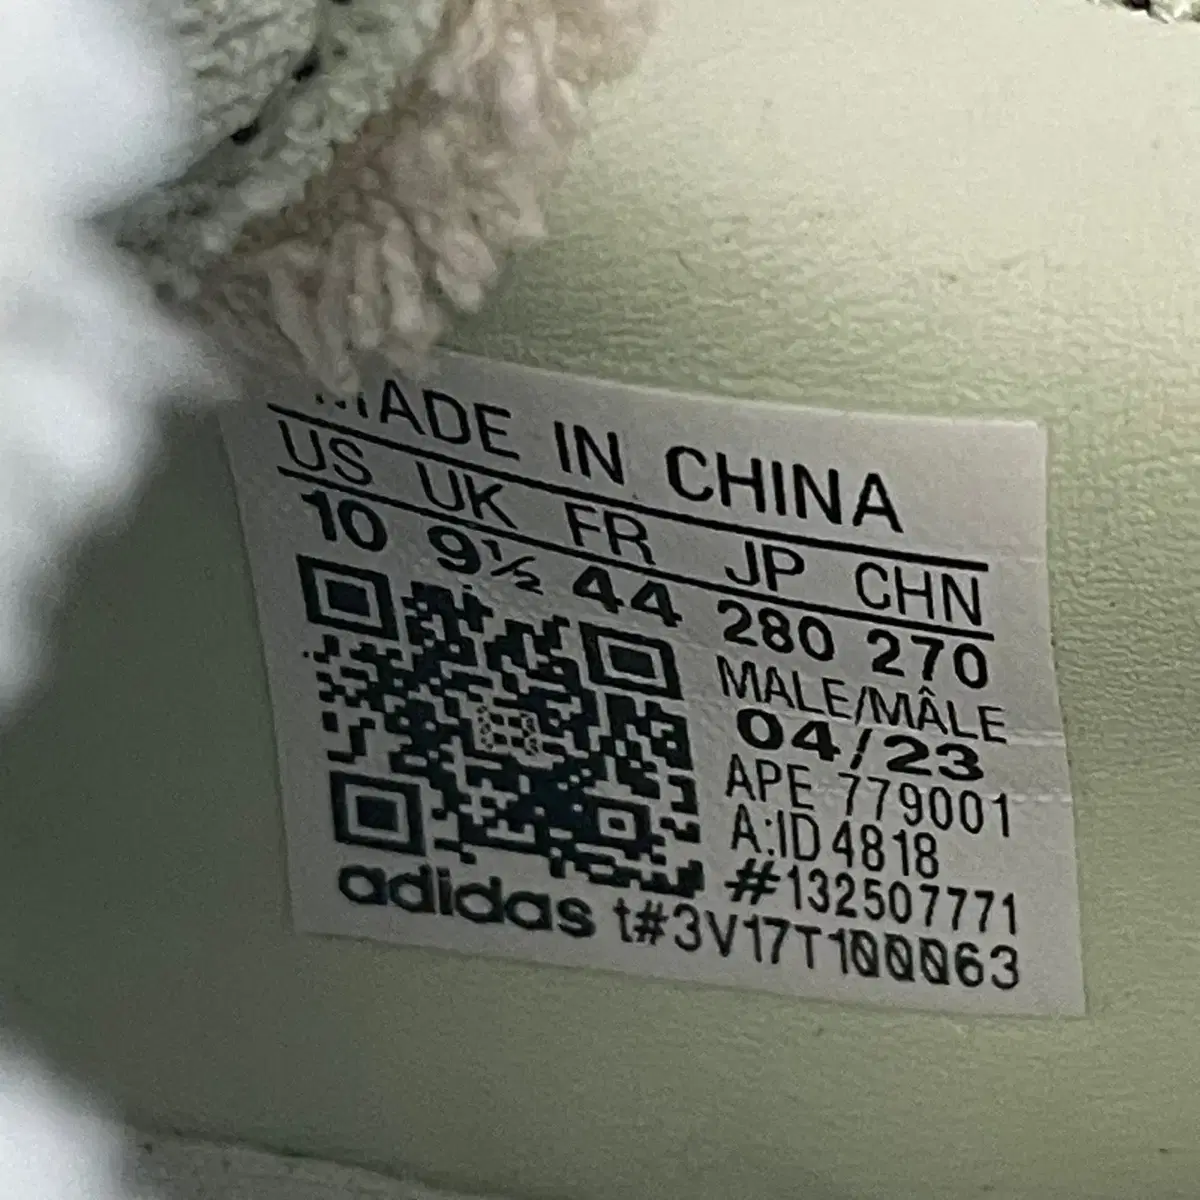 MADE IN CHINA
US UK FR JP CHN
10 9½ 44 280 270
MALE/MÂLE
04/23
APE 779001
A:ID4818
#132507771
adidas t#3V17T100063